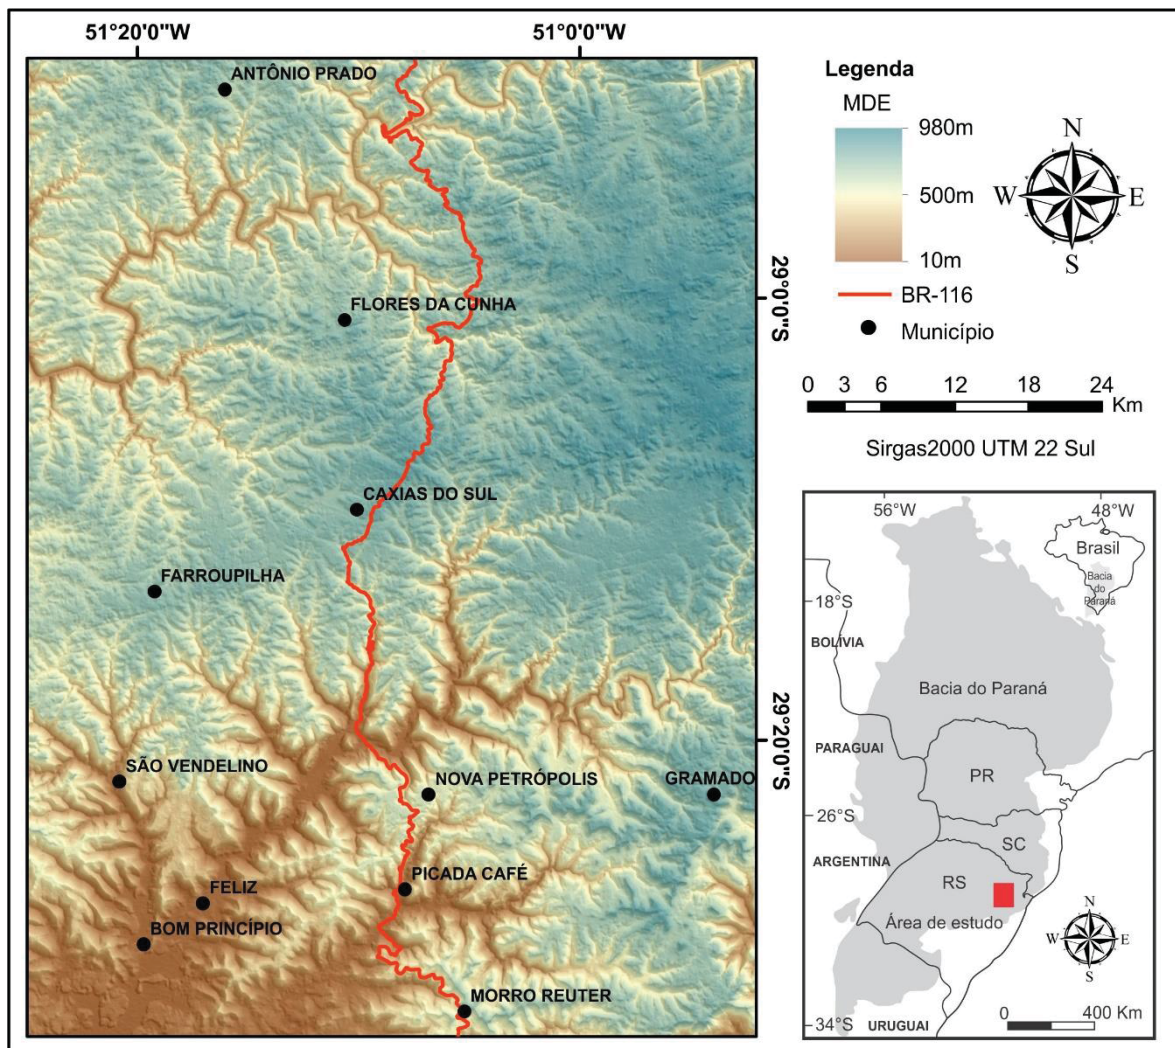 51°20'0"W
51°0'0"W
ANTÔNIO PRADO
FLORES DA CUNHA
CAXIAS DO SUL
FARROUPILHA
SÃO VENDELINO
NOVA PETRÓPOLIS
GRAMADO
PICADA CAFÉ
FELIZ
BOM PRINCÍPIO
MORRO REUTER
29°0'0"S
29°20'0"S
Legenda
MDE
980m
500m
10m
BR-116
Município
N
W
E
S
0 3 6 12 18 24
Km
Sirgas2000 UTM 22 Sul
56°W
48°W
Brasil
Bacia
do
Paraná
18°S
BOLÍVIA
Bacia do Paraná
PARAGUAI
PR
26°S
SC
ARGENTINA
RS
Área de estudo
N
W
E
S
0 400 Km
34°S
URUGUAI